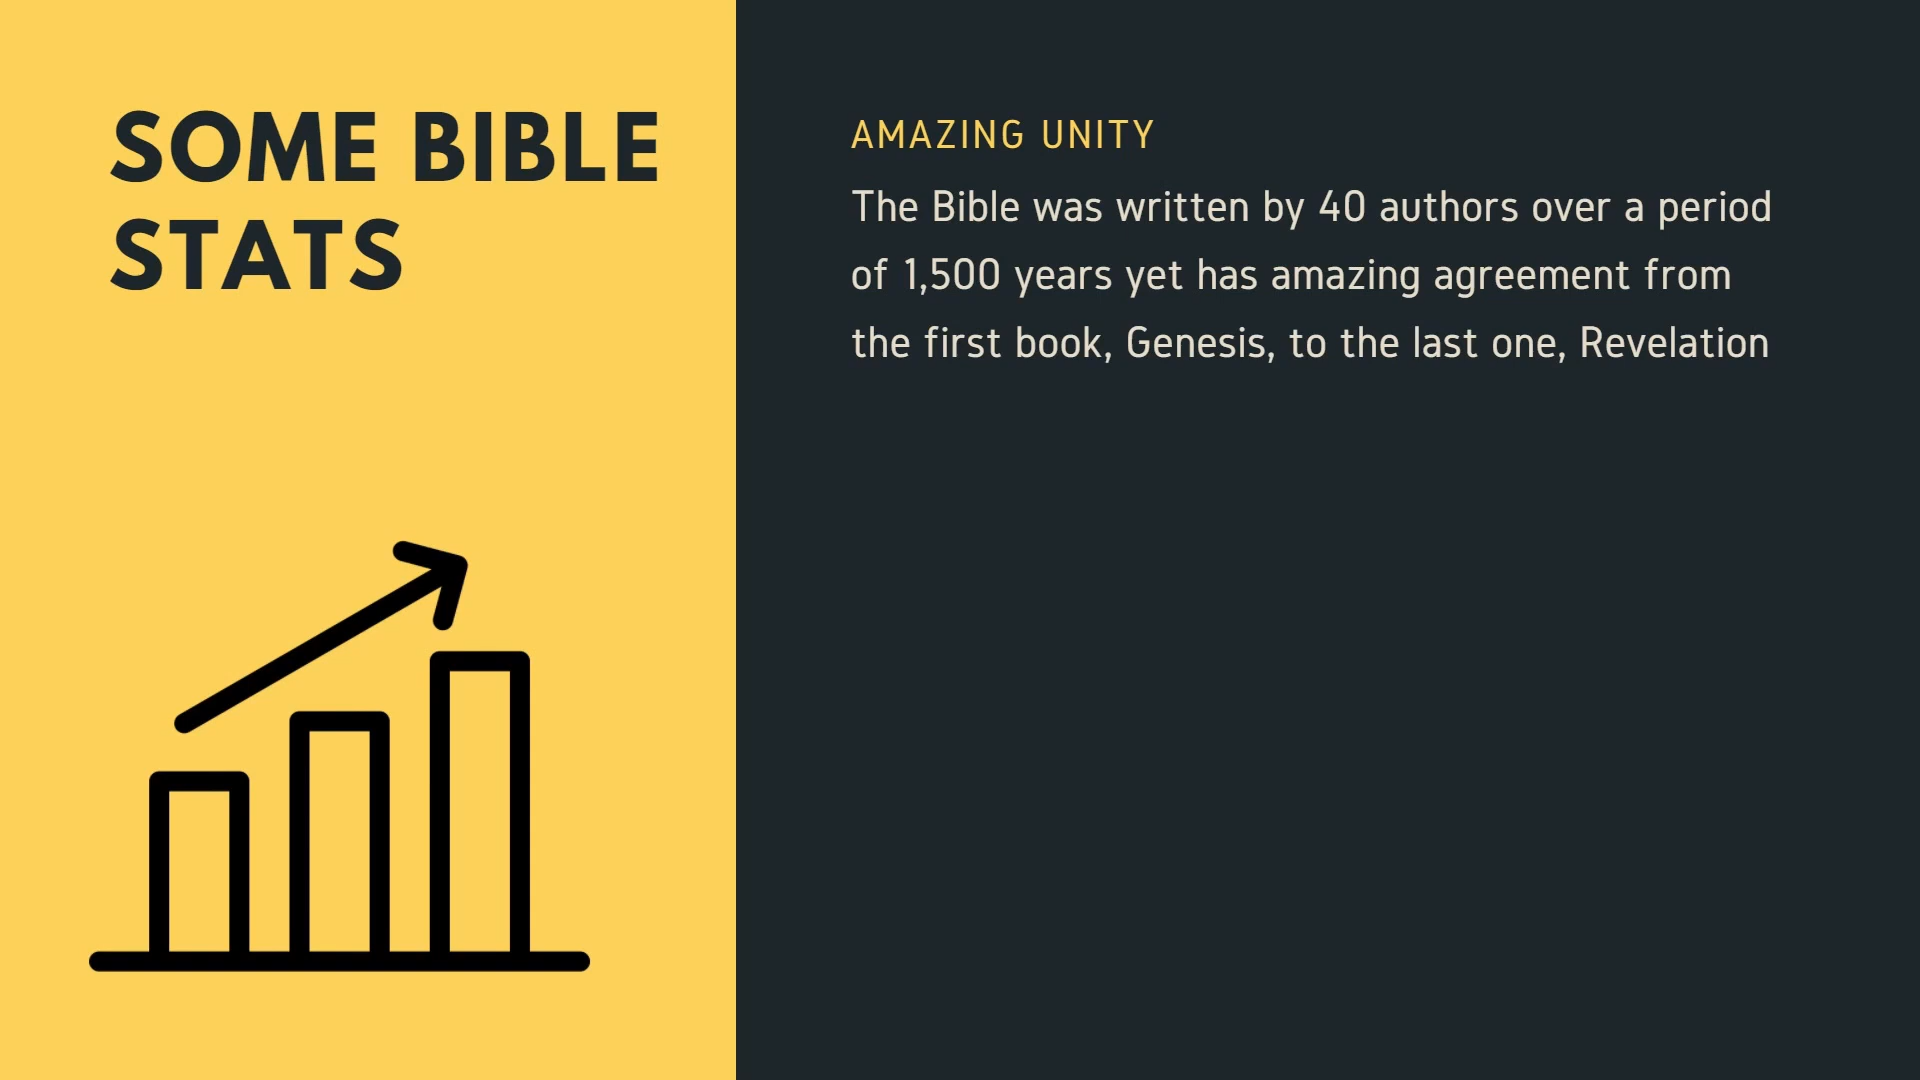 SOME BIBLE
STATS
AMAZING UNITY
The Bible was written by 40 authors over a period
of 1,500 years yet has amazing agreement from
the first book, Genesis, to the last one, Revelation